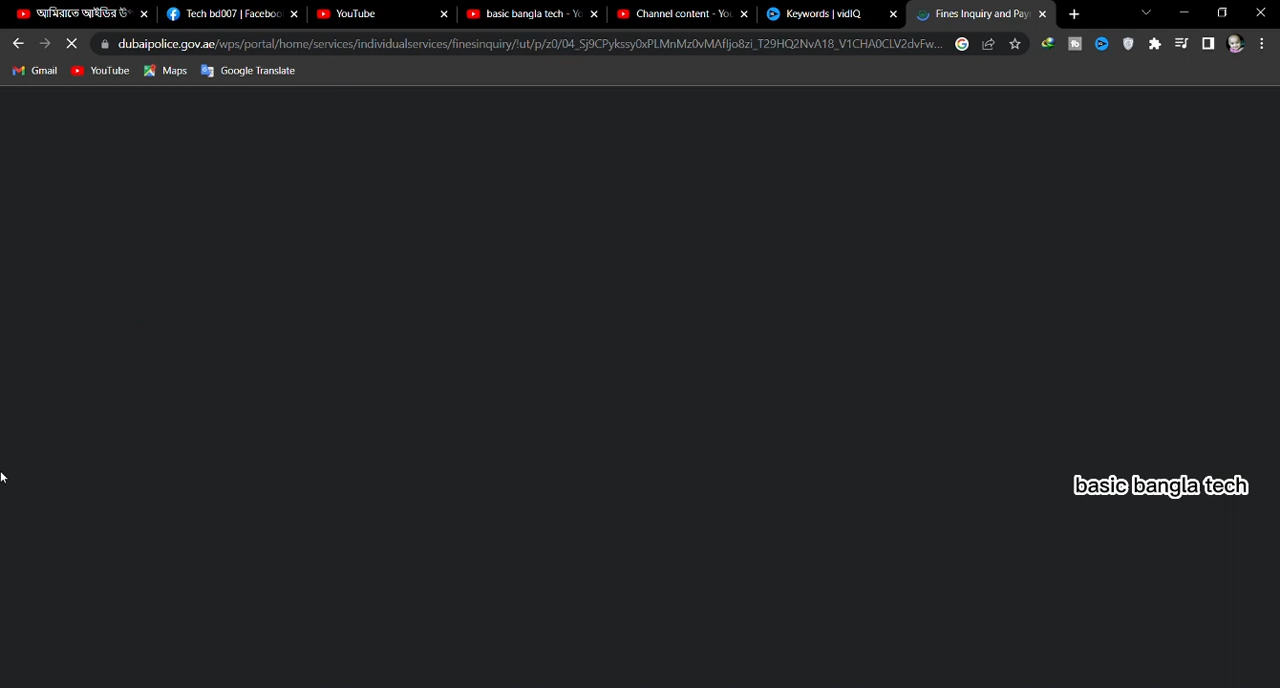 আমিরাতে আইডির উপ
Tech bd007 | Faceboo
YouTube
basic bangla tech - Yo
Channel content - You
Keywords | vidIQ
Fines Inquiry and Pay
dubaipolice.gov.ae/wps/portal/home/services/individualservices/finesinquiry/!ut/p/z0/04_Sj9CPykssy0xPLMnMz0vMAfIjo8zi_T29HQ2NvA18_V1CHA0CLV2dvFw...
Gmail
YouTube
Maps
Google Translate
basic bangla tech